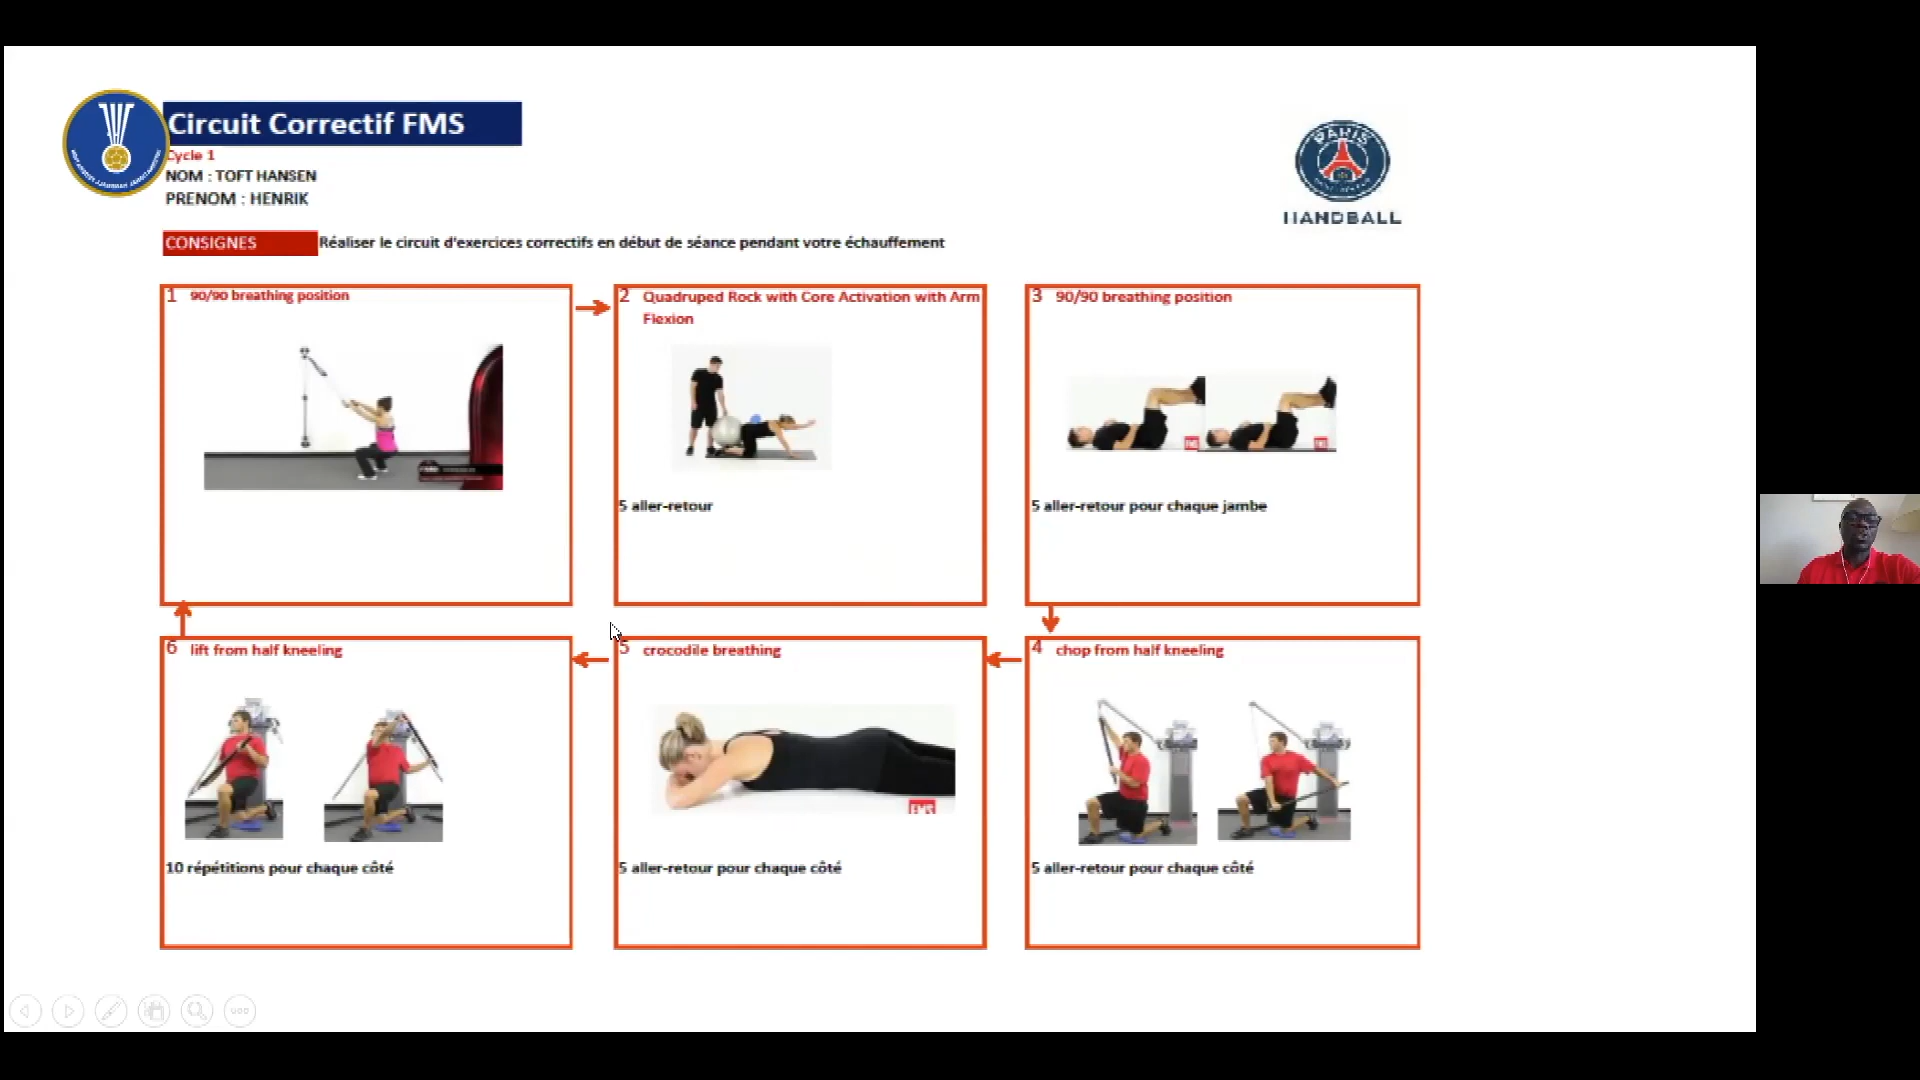 Circuit Correctif FMS
Cycle 1
NOM : TOFT HANSEN
PRENOM : HENRIK
PARIS
HANDBALL
CONSIGNES Réaliser le circuit d'exercices correctifs en début de séance pendant votre échauffement
1 90/90 breathing position
2 Quadruped Rock with Core Activation with Arm
Flexion
5 aller-retour
3 90/90 breathing position
FMS
FMS
5 aller-retour pour chaque jambe
6 lift from half kneeling
10 répétitions pour chaque côté
5 crocodile breathing
FMS
5 aller-retour pour chaque côté
4 chop from half kneeling
5 aller-retour pour chaque côté